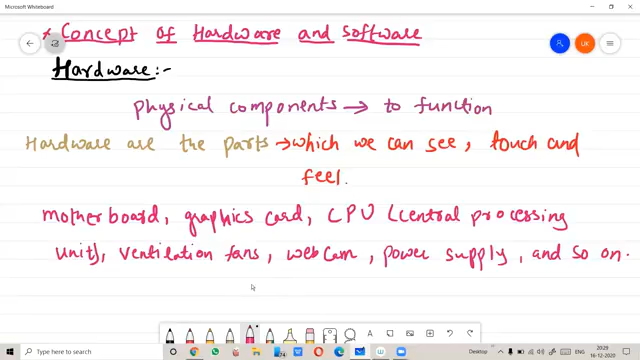 Microsoft Whiteboard
* Concept of Hardware and Software
Hardware:-
UK
physical components → to function
Hardware are the parts → which we can see, touch and
feel.
motherboard, graphics card, CPU (central processing
unit), ventilation fans, webcam, power supply, and so on.
Type here to search
Desktop
ENG
20:29
16-12-2020